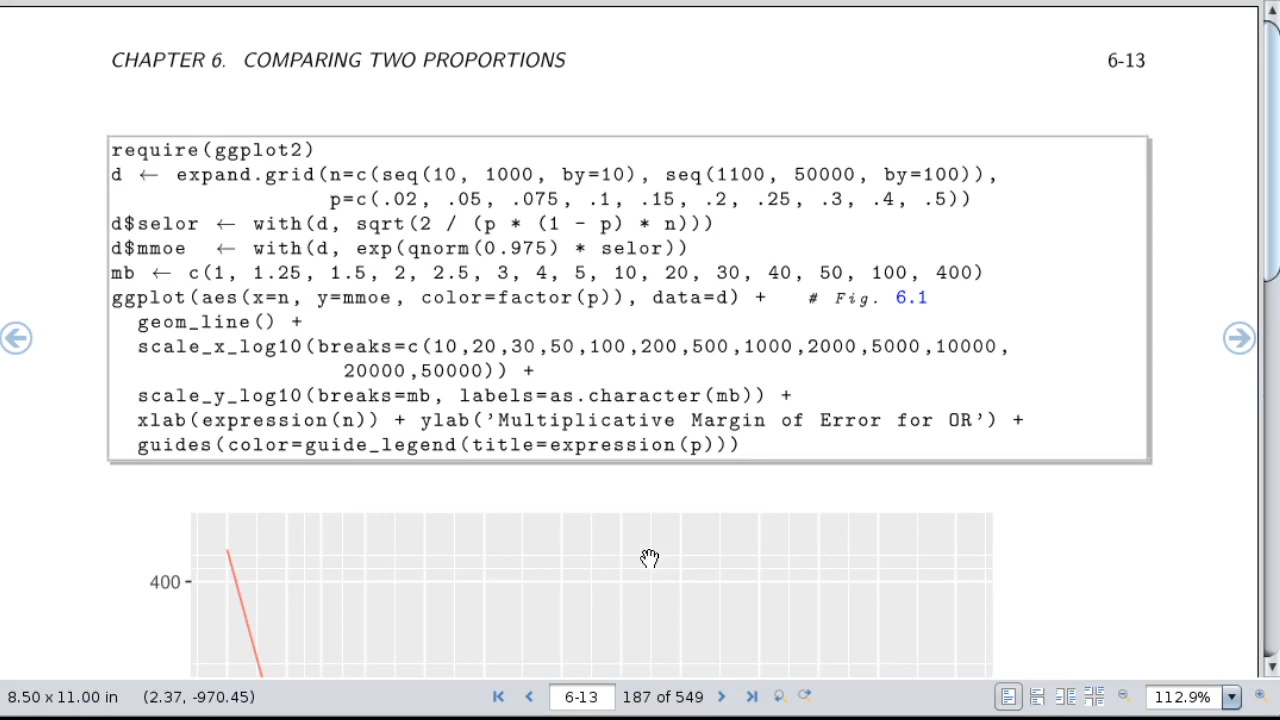 CHAPTER 6. COMPARING TWO PROPORTIONS 6-13
require(ggplot2)
d ← expand.grid(n=c(seq(10, 1000, by=10), seq(1100, 50000, by=100)),
p=c(.02, .05, .075, .1, .15, .2, .25, .3, .4, .5))
d$selor ← with(d, sqrt(2 / (p * (1 - p) * n)))
d$mmoe ← with(d, exp(qnorm(0.975) * selor))
mb ← c(1, 1.25, 1.5, 2, 2.5, 3, 4, 5, 10, 20, 30, 40, 50, 100, 400)
ggplot(aes(x=n, y=mmoe, color=factor(p)), data=d) + # Fig. 6.1
geom_line() +
scale_x_log10(breaks=c(10,20,30,50,100,200,500,1000,2000,5000,10000,
20000,50000)) +
scale_y_log10(breaks=mb, labels=as.character(mb)) +
xlab(expression(n)) + ylab('Multiplicative Margin of Error for OR') +
guides(color=guide_legend(title=expression(p)))
400
8.50 x 11.00 in (2.37, -970.45) 6-13 187 of 549 112.9%